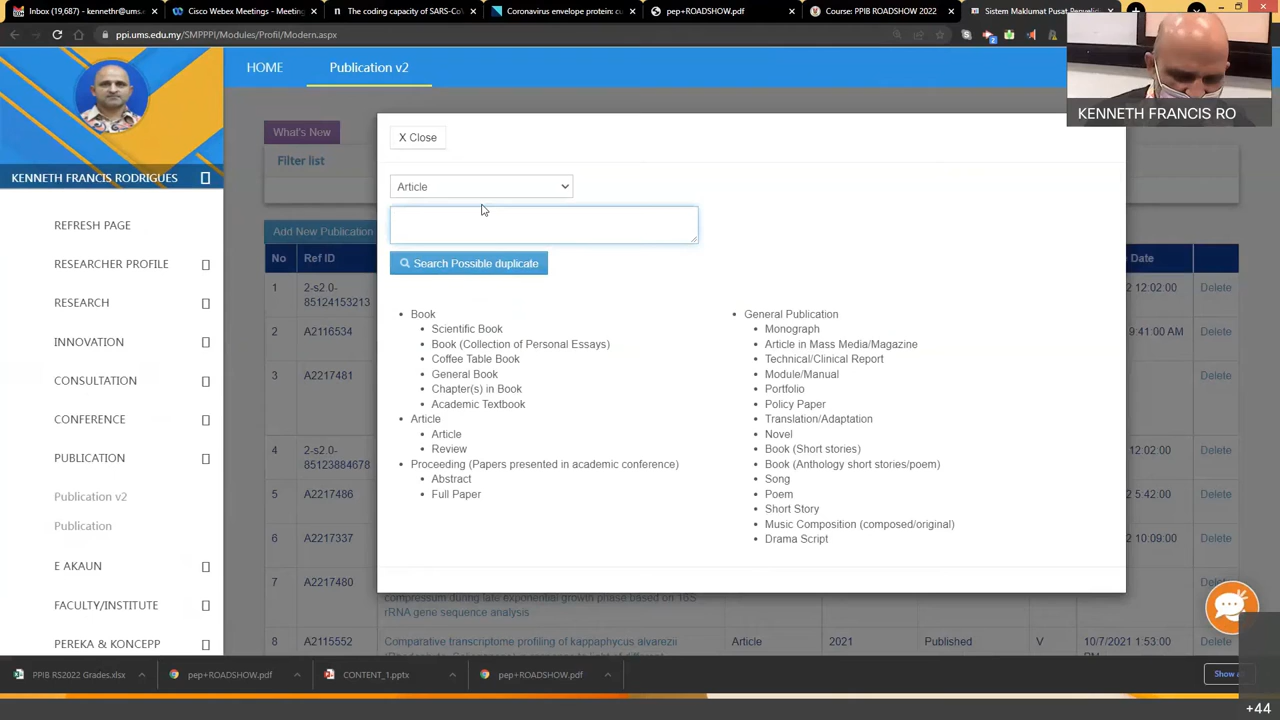 Inbox (19,687) - kenneth@ums.e
Cisco Webex Meetings - Meeting
The coding capacity of SARS-Co
Coronavirus envelope protein: cu
pep+ROADSHOW.pdf
Course: PPIB ROADSHOW 2022
Sistem Maklumat Pusat Penyelid
ppi.ums.edu.my/SMPPPI/Modules/Profil/Modern.aspx
HOME
Publication v2
KENNETH FRANCIS RO
KENNETH FRANCIS RODRIGUES
REFRESH PAGE
RESEARCHER PROFILE
RESEARCH
INNOVATION
CONSULTATION
CONFERENCE
PUBLICATION
Publication v2
Publication
E AKAUN
FACULTY/INSTITUTE
PEREKA & KONCEPP
What's New
Filter list
Add New Publication
No Ref ID Date
1 2-s2.0-85124153213 12:02:00 Delete
2 A2116534 9:41:00 AM Delete
3 A2217481 Delete
4 2-s2.0-85123884678 12:02:00 Delete
5 A2217486 5:42:00 Delete
6 A2217337 10:09:00 Delete
7 A2217480 Delete
compressum during late exponential growth phase based on 16S
rRNA gene sequence analysis
8 A2115552 Comparative transcriptome profiling of kappaphycus alvarezii Article 2021 Published V 10/7/2021 1:53:00 PM Delete
X Close
Article
Search Possible duplicate
Book
Scientific Book
Book (Collection of Personal Essays)
Coffee Table Book
General Book
Chapter(s) in Book
Academic Textbook
Article
Article
Review
Proceeding (Papers presented in academic conference)
Abstract
Full Paper
General Publication
Monograph
Article in Mass Media/Magazine
Technical/Clinical Report
Module/Manual
Portfolio
Policy Paper
Translation/Adaptation
Novel
Book (Short stories)
Book (Anthology short stories/poem)
Song
Poem
Short Story
Music Composition (composed/original)
Drama Script
PPIB RS2022 Grades.xlsx
pep+ROADSHOW.pdf
CONTENT_1.pptx
pep+ROADSHOW.pdf
Show a
+44